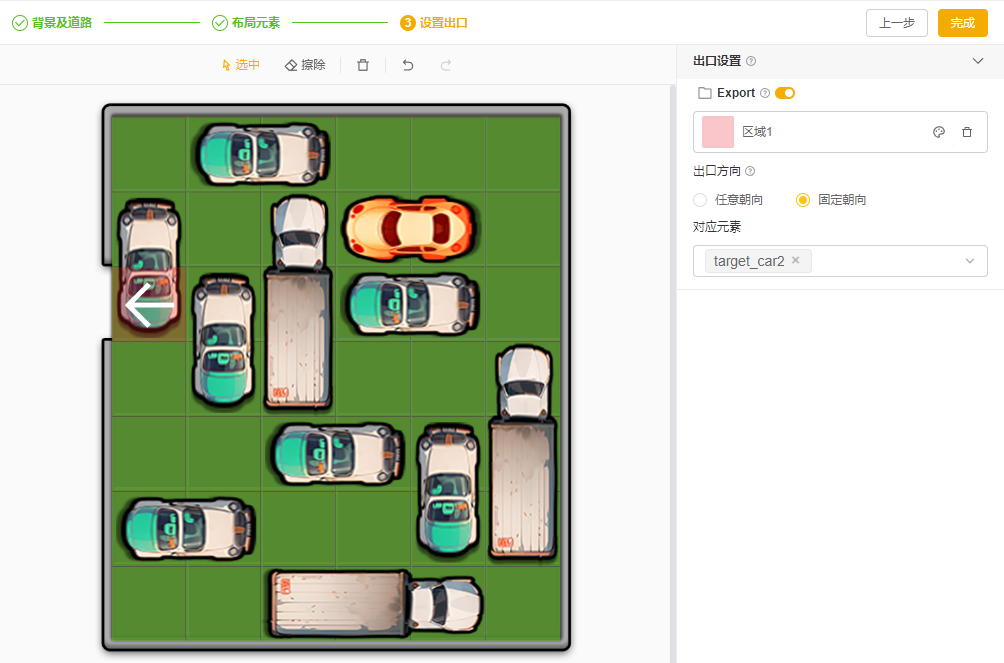 背景及道路
布局元素
3 设置出口
上一步
完成
选中
擦除
出口设置
Export
区域1
出口方向
任意朝向
固定朝向
对应元素
target_car2